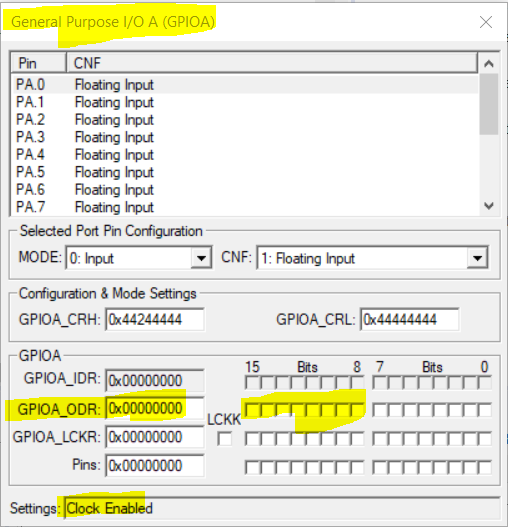 General Purpose I/O A (GPIOA)
Pin CNF
PA.0 Floating Input
PA.1 Floating Input
PA.2 Floating Input
PA.3 Floating Input
PA.4 Floating Input
PA.5 Floating Input
PA.6 Floating Input
PA.7 Floating Input
Selected Port Pin Configuration
MODE: 0: Input CNF: 1: Floating Input
Configuration & Mode Settings
GPIOA_CRH: 0x44244444 GPIOA_CRL: 0x44444444
GPIOA
15 Bits 8 7 Bits 0
GPIOA_IDR: 0x00000000
GPIOA_ODR: 0x00000000
LCKK
GPIOA_LCKR: 0x00000000
Pins: 0x00000000
Settings: Clock Enabled